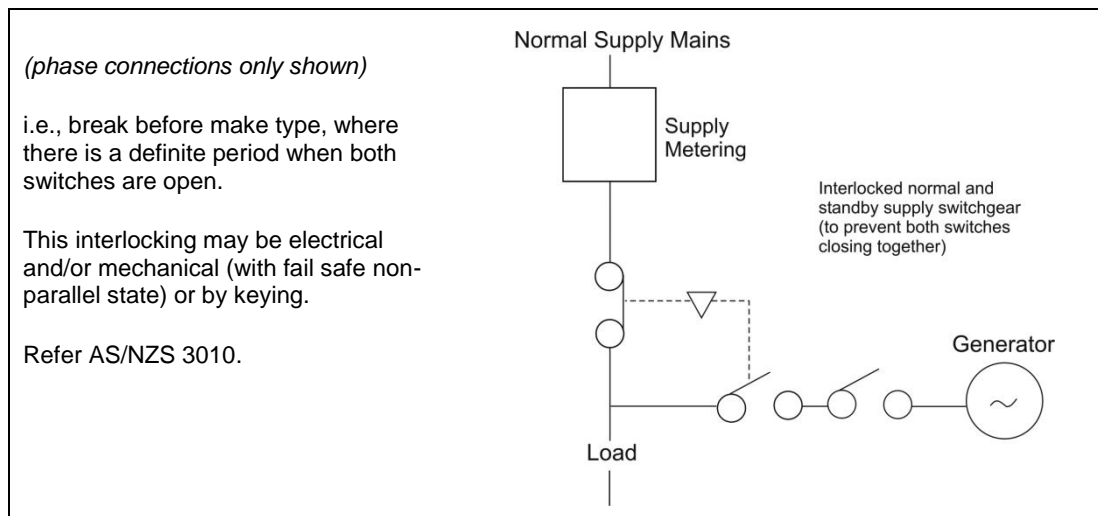 (phase connections only shown)
i.e., break before make type, where
there is a definite period when both
switches are open.
This interlocking may be electrical
and/or mechanical (with fail safe non-
parallel state) or by keying.
Refer AS/NZS 3010.
Normal Supply Mains
Supply
Metering
Interlocked normal and
standby supply switchgear
(to prevent both switches
closing together)
Generator
~
Load